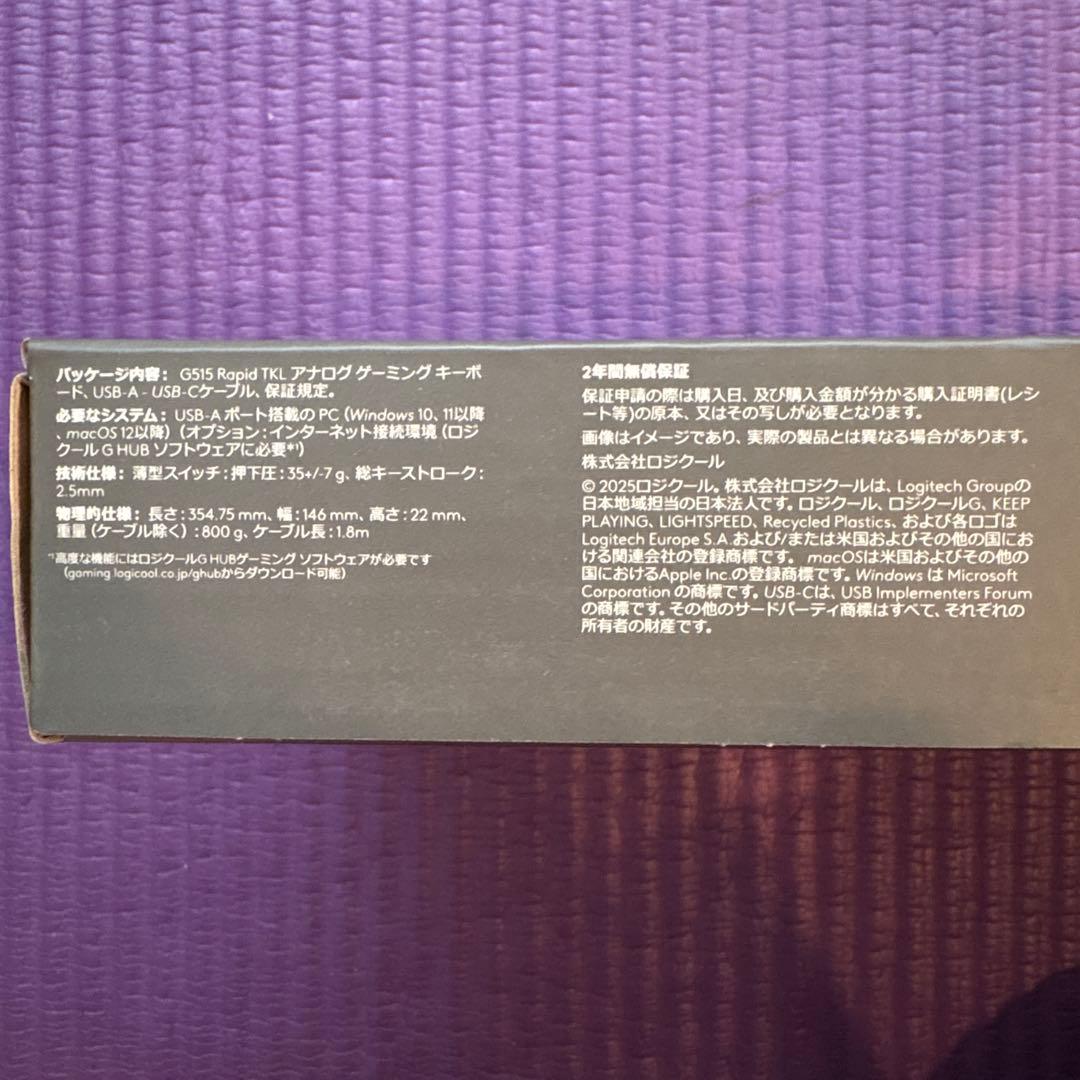 パッケージ内容： G515 Rapid TKL アナログ ゲーミング キーボ
ード、USB-A - USB-Cケーブル、保証規定。
必要なシステム： USB-A ポート搭載の PC (Windows 10、11以降
、macOS 12以降) (オプション : インターネット接続環境 (ロジ
クール G HUB ソフトウェアに必要*¹)
技術仕様： 薄型スイッチ : 押下圧 : 35+/-7 g、総キーストローク :
2.5mm
物理的仕様： 長さ : 354.75 mm、幅 : 146 mm、高さ : 22 mm、
重量 (ケーブル除く) : 800 g、ケーブル長 : 1.8m
*¹高度な機能にはロジクールG HUBゲーミング ソフトウェアが必要です
(gaming.logicool.co.jp/ghubからダウンロード可能)
2年間無償保証
保証申請の際は購入日、及び購入金額が分かる購入証明書(レシ
ート等)の原本、又はその写しが必要となります。
画像はイメージであり、実際の製品とは異なる場合があります。
株式会社ロジクール
© 2025ロジクール。株式会社ロジクールは、Logitech Groupの
日本地域担当の日本法人です。ロジクール、ロジクールG、KEEP
PLAYING、LIGHTSPEED、Recycled Plastics、および各ロゴは
Logitech Europe S.A.および/または米国およびその他の国にお
ける関連会社の登録商標です。 macOSは米国およびその他の
国におけるApple Inc.の登録商標です。Windows は Microsoft
Corporation の商標です。USB-Cは、USB Implementers Forum
の商標です。その他のサードパーティ商標はすべて、それぞれの
所有者の財産です。